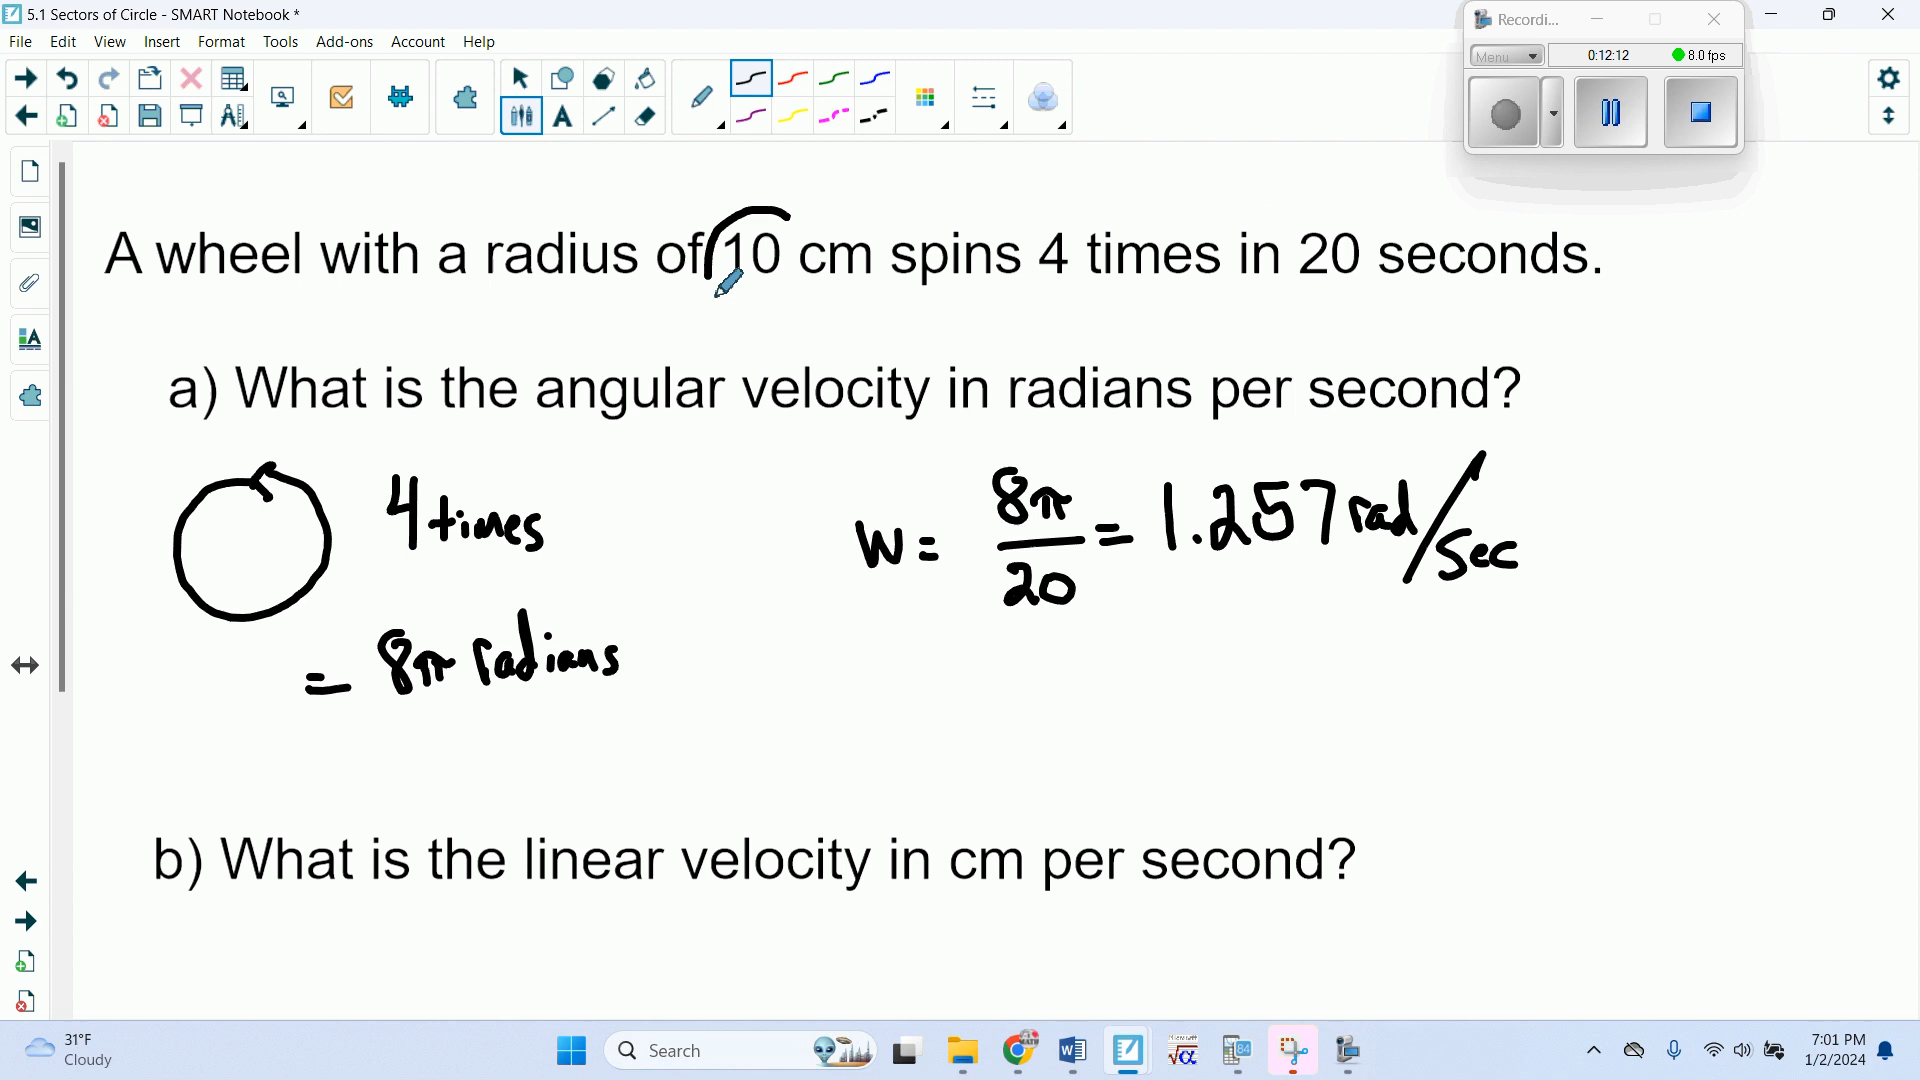 5.1 Sectors of Circle - SMART Notebook *
File Edit View Insert Format Tools Add-ons Account Help
Recordi...
Menu 0:12:12 8.0 fps
A wheel with a radius of 10 cm spins 4 times in 20 seconds.
a) What is the angular velocity in radians per second?
4 times
W = 8π/20 = 1.257 rad/sec
= 8π radians
b) What is the linear velocity in cm per second?
31°F
Cloudy
Search
7:01 PM
1/2/2024